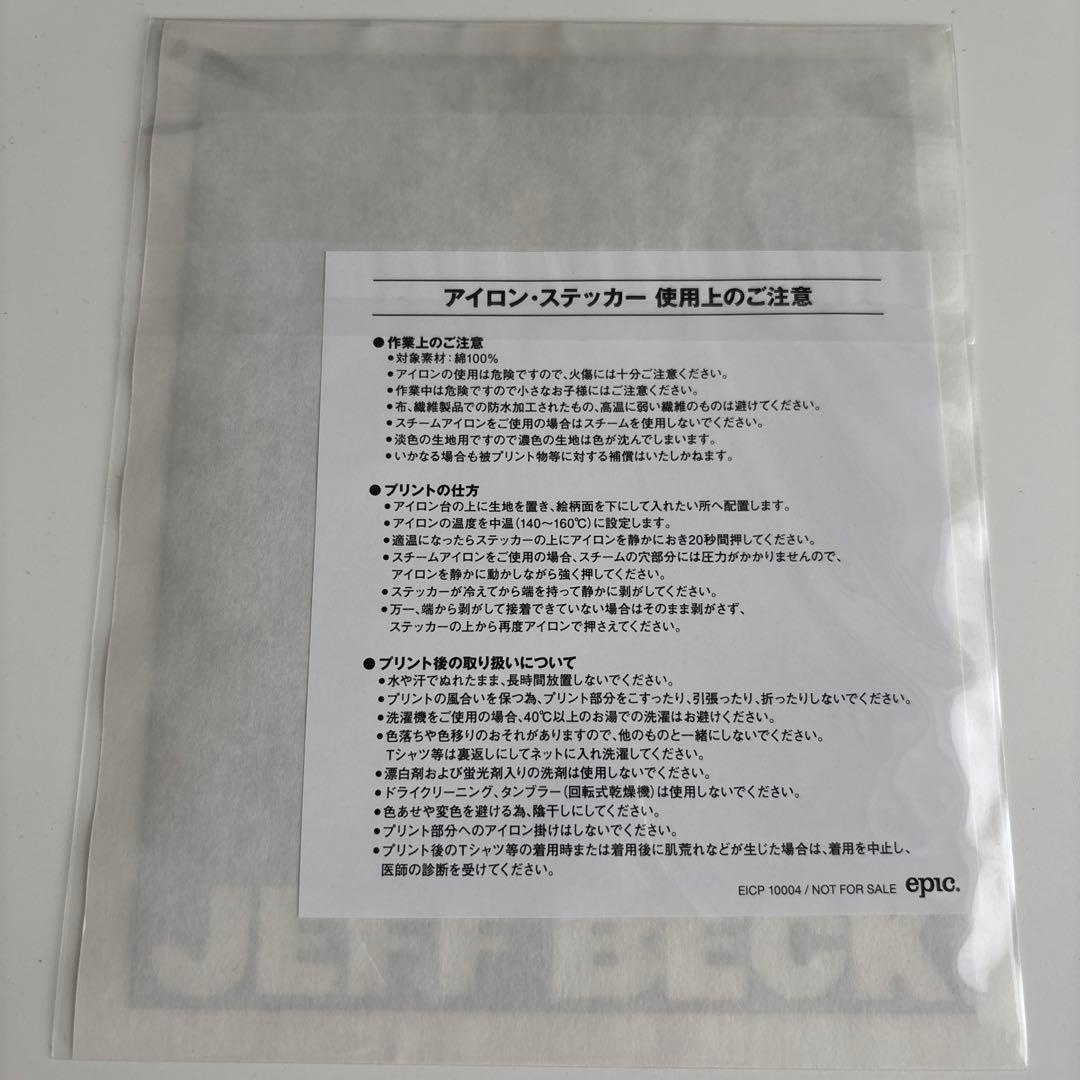 アイロン・ステッカー 使用上のご注意
●作業上のご注意
●対象素材：綿100%
●アイロンの使用は危険ですので、火傷には十分ご注意ください。
●作業中は危険ですので小さなお子様にはご注意ください。
●布、繊維製品での防水加工されたもの、高温に弱い繊維のものは避けてください。
●スチームアイロンをご使用の場合はスチームを使用しないでください。
●淡色の生地用ですので濃色の生地は色が沈んでしまいます。
●いかなる場合も被プリント物等に対する補償はいたしかねます。
●プリントの仕方
●アイロン台の上に生地を置き、絵柄面を下にして入れたい所へ配置します。
●アイロンの温度を中温（140〜160℃）に設定します。
●適温になったらステッカーの上にアイロンを静かにおき20秒間押してください。
●スチームアイロンをご使用の場合、スチームの穴部分には圧力がかかりませんので、
アイロンを静かに動かしながら強く押してください。
●ステッカーが冷えてから端を持って静かに剥がしてください。
●万一、端から剥がして接着できていない場合はそのまま剥がさず、
ステッカーの上から再度アイロンで押さえてください。
●プリント後の取り扱いについて
●水や汗でぬれたまま、長時間放置しないでください。
●プリントの風合いを保つ為、プリント部分をこすったり、引張ったり、折ったりしないでください。
●洗濯機をご使用の場合、40℃以上のお湯での洗濯はお避けください。
●色落ちや色移りのおそれがありますので、他のものと一緒にしないでください。
Tシャツ等は裏返しにしてネットに入れ洗濯してください。
●漂白剤および蛍光剤入りの洗剤は使用しないでください。
●ドライクリーニング、タンブラー（回転式乾燥機）は使用しないでください。
●色あせや変色を避ける為、陰干しにしてください。
●プリント部分へのアイロン掛けはしないでください。
●プリント後のTシャツ等の着用時または着用後に肌荒れなどが生じた場合は、着用を中止し、
医師の診断を受けてください。
EICP 10004 / NOT FOR SALE epic.
JEFF BECK